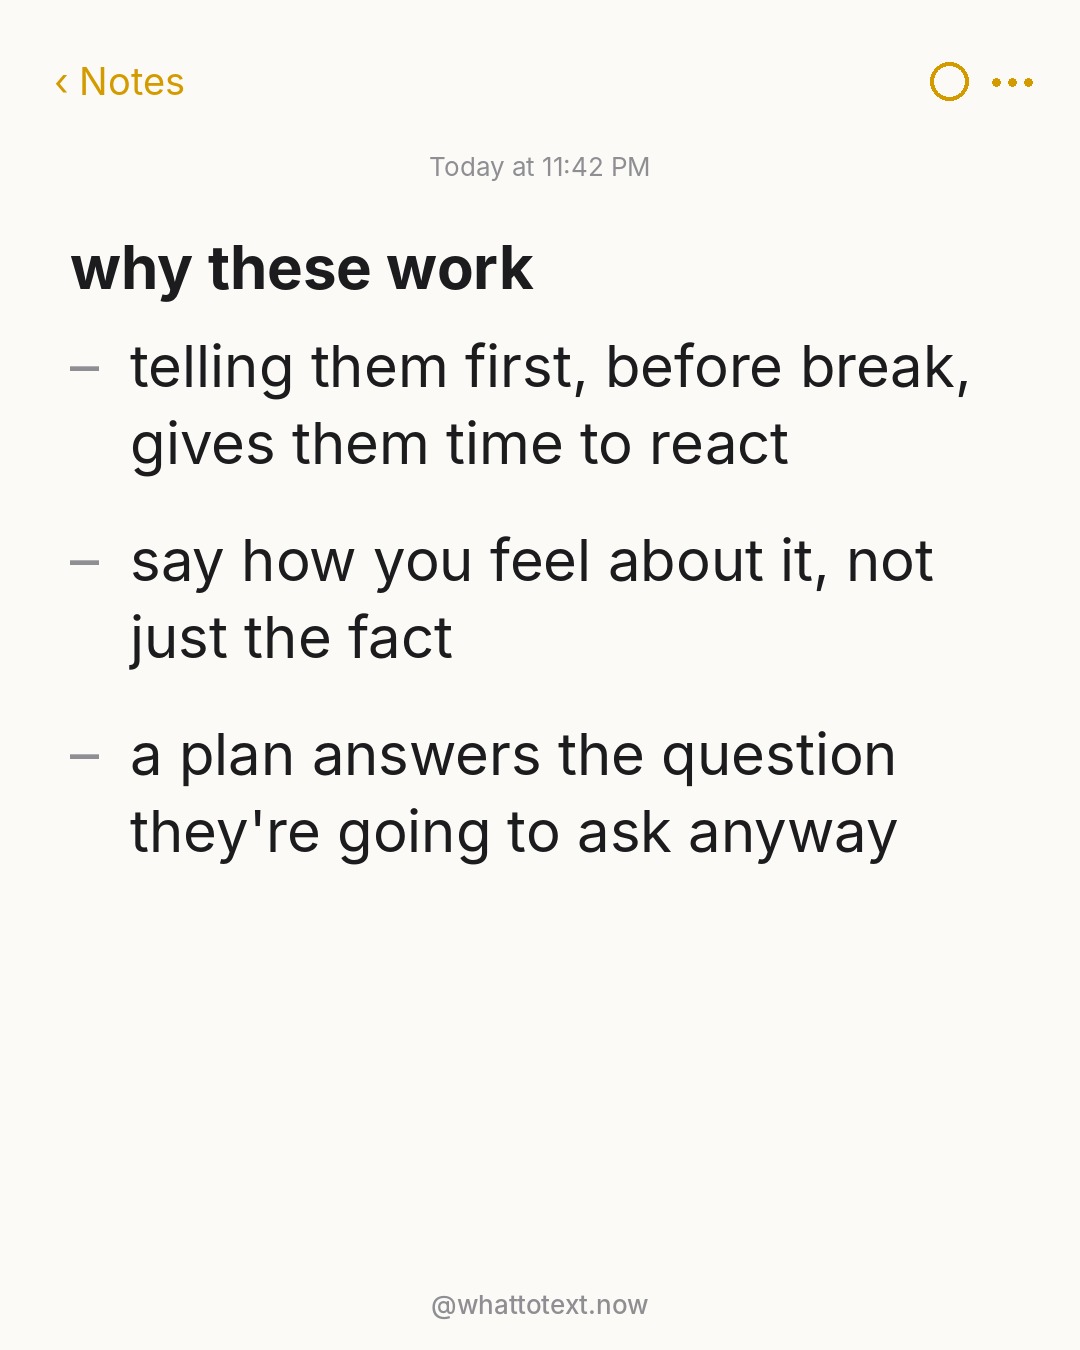 ‹ Notes
Today at 11:42 PM
why these work
– telling them first, before break,
gives them time to react
– say how you feel about it, not
just the fact
– a plan answers the question
they're going to ask anyway
@whattotext.now